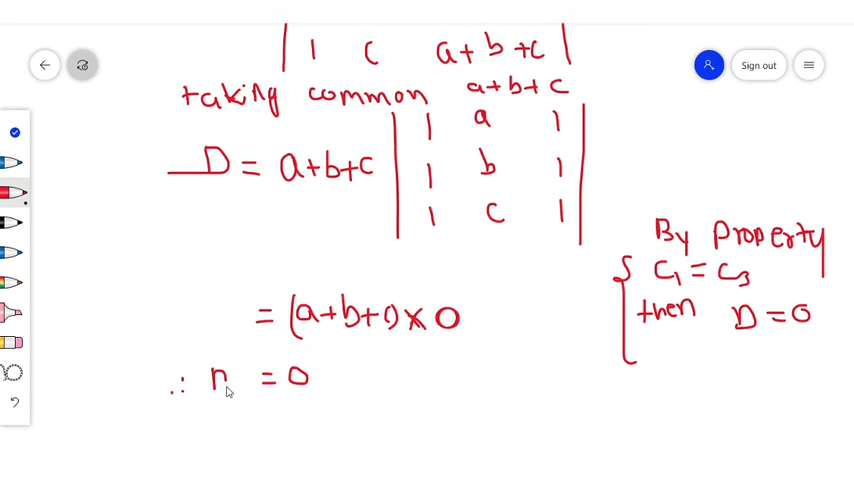 | 1 c a+b+c |
Sign out
taking common a+b+c
D = a+b+c | 1 a 1 |
| 1 b 1 |
| 1 c 1 |
By Property
{ C₁ = C₃
then D = 0
= (a+b+c) × 0
∴ n = 0